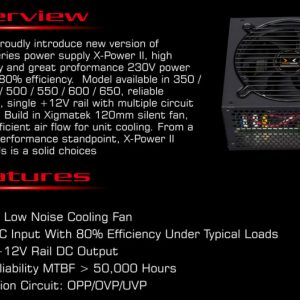 erview
roudly introduce new version of
eries power supply X-Power II, high
y and great proformance 230V power
80% efficiency. Model available in 350 /
/ 500 / 550 / 600 / 650, reliable
, single +12V rail with multiple circuit
Build in Xigmatek 120mm silent fan,
ficient air flow for unit cooling. From a
erformance standpoint, X-Power II
s is a solid choices
atures
Low Noise Cooling Fan
C Input With 80% Efficiency Under Typical Loads
12V Rail DC Output
liability MTBF > 50,000 Hours
ion Circuit: OPP/OVP/UVP